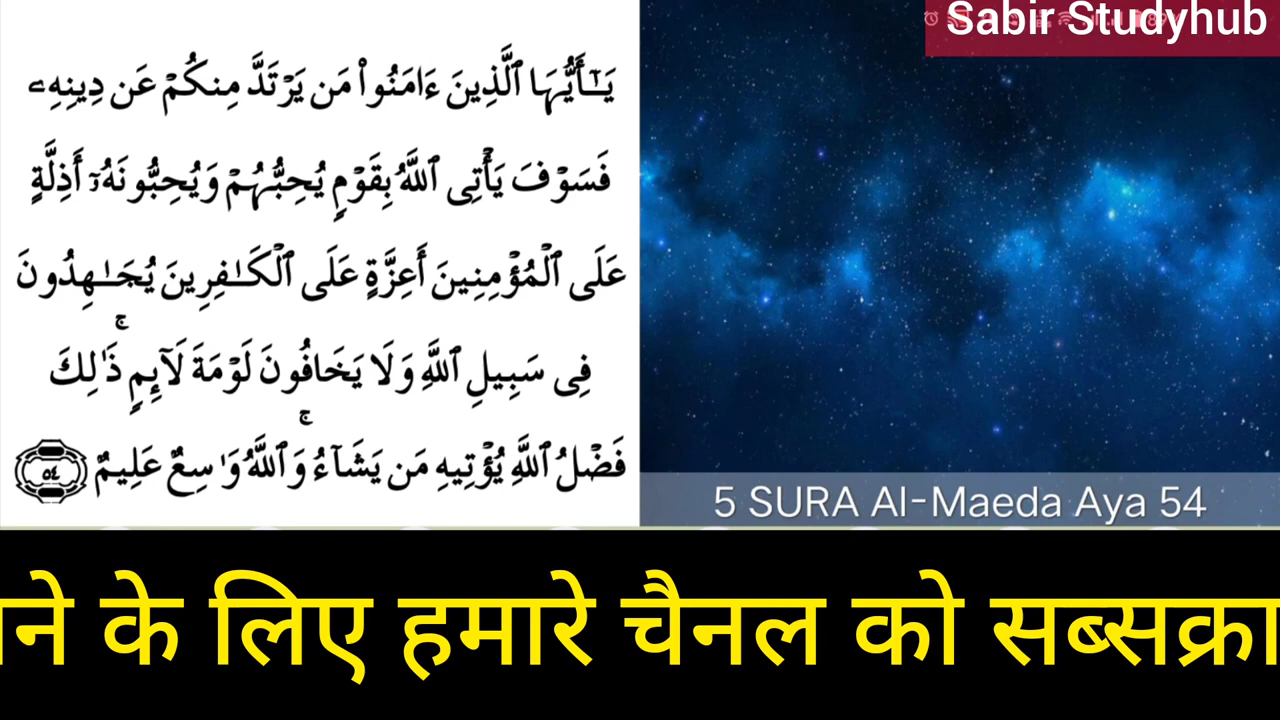 يَـٰٓأَيُّهَا ٱلَّذِينَ ءَامَنُوا۟ مَن يَرْتَدَّ مِنكُمْ عَن دِينِهِۦ
فَسَوْفَ يَأْتِى ٱللَّهُ بِقَوْمٍ يُحِبُّهُمْ وَيُحِبُّونَهُۥٓ أَذِلَّةٍ
عَلَى ٱلْمُؤْمِنِينَ أَعِزَّةٍ عَلَى ٱلْكَـٰفِرِينَ يُجَـٰهِدُونَ
فِى سَبِيلِ ٱللَّهِ وَلَا يَخَافُونَ لَوْمَةَ لَآئِمٍ ۚ ذَٰلِكَ
فَضْلُ ٱللَّهِ يُؤْتِيهِ مَن يَشَآءُ ۚ وَٱللَّهُ وَٰسِعٌ عَلِيمٌ ٥٤
Sabir Studyhub
5 SURA Al-Maeda Aya 54
ने के लिए हमारे चैनल को सब्सक्रा